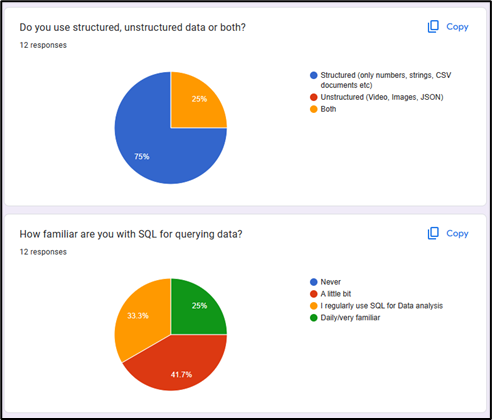 Do you use structured, unstructured data or both?
Copy
12 responses
Structured (only numbers, strings, CSV
documents etc)
Unstructured (Video, Images, JSON)
Both
25%
75%
How familiar are you with SQL for querying data?
Copy
12 responses
Never
A little bit
I regularly use SQL for Data analysis
Daily/very familiar
25%
33.3%
41.7%